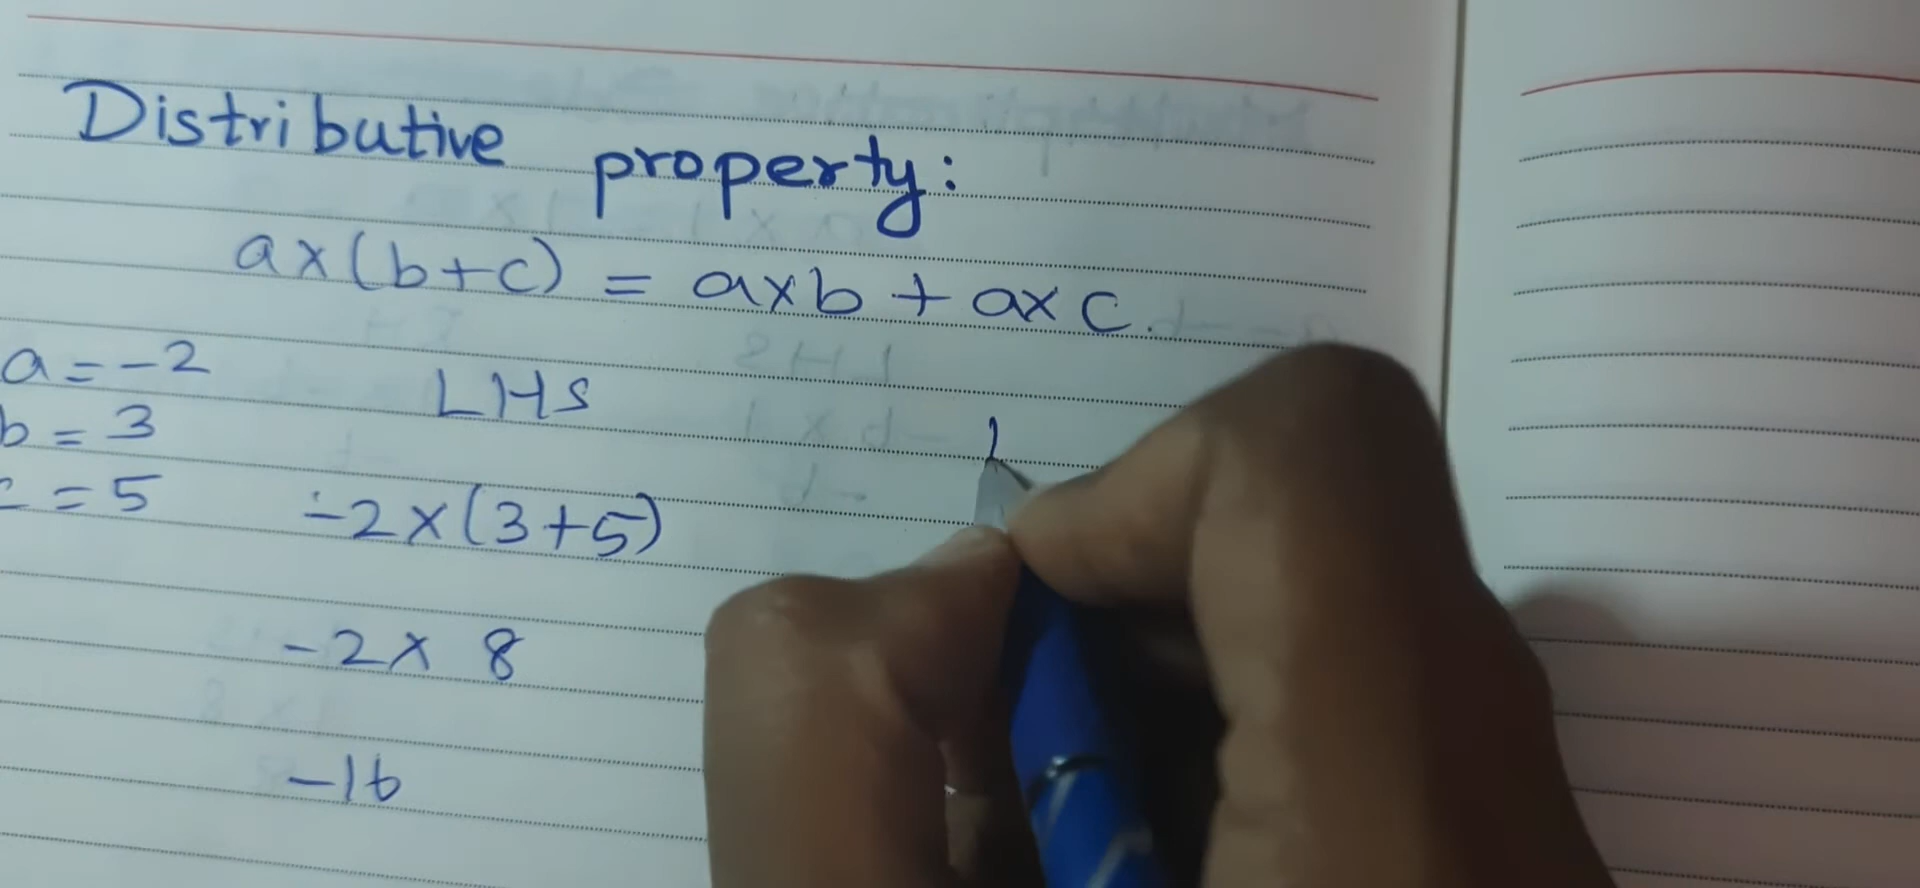 Distributive property:
a×(b+c) = a×b + a×c.
a = -2
LHS
b = 3
= 5
-2×(3+5)
-2× 8
-16